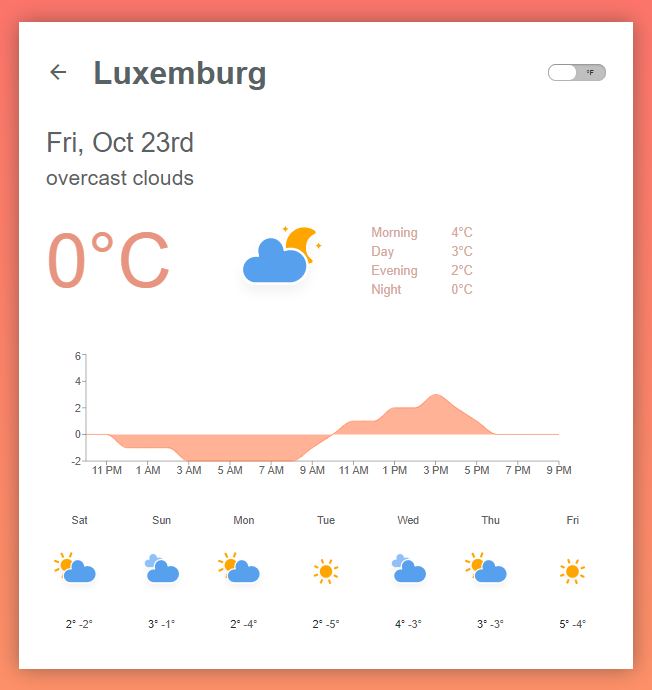 Luxemburg
°F
Fri, Oct 23rd
overcast clouds
0°C
Morning 4°C
Day 3°C
Evening 2°C
Night 0°C
6
4
2
0
-2
11 PM 1 AM 3 AM 5 AM 7 AM 9 AM 11 AM 1 PM 3 PM 5 PM 7 PM 9 PM
Sat Sun Mon Tue Wed Thu Fri
2° -2° 3° -1° 2° -4° 2° -5° 4° -3° 3° -3° 5° -4°